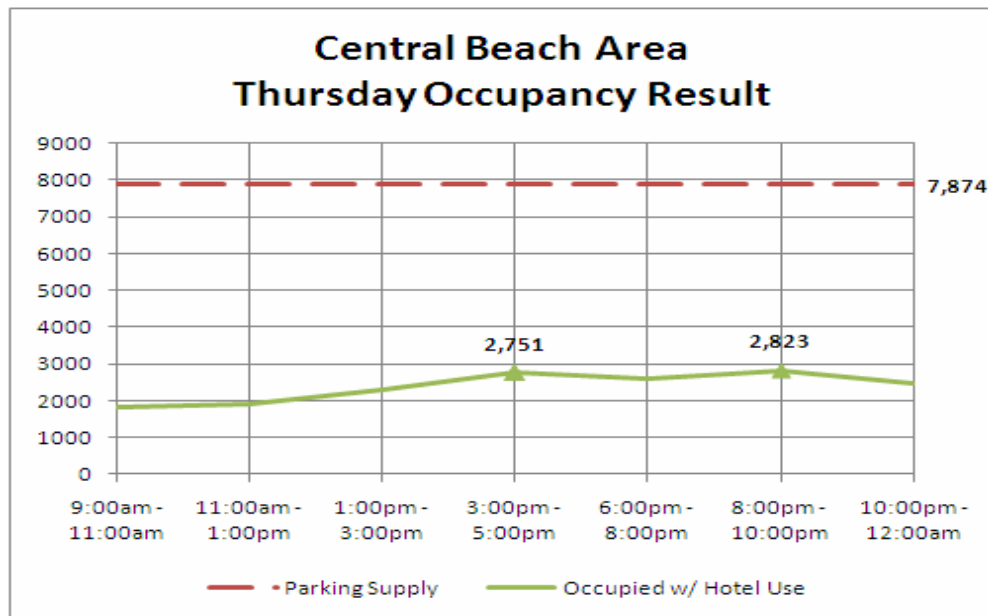 Central Beach Area
Thursday Occupancy Result
9000
8000
7,874
7000
6000
5000
4000
3000
2,751
2,823
2000
1000
0
9:00am - 11:00am - 1:00pm - 3:00pm - 6:00pm - 8:00pm - 10:00pm -
11:00am 1:00pm 3:00pm 5:00pm 8:00pm 10:00pm 12:00am
Parking Supply Occupied w/ Hotel Use